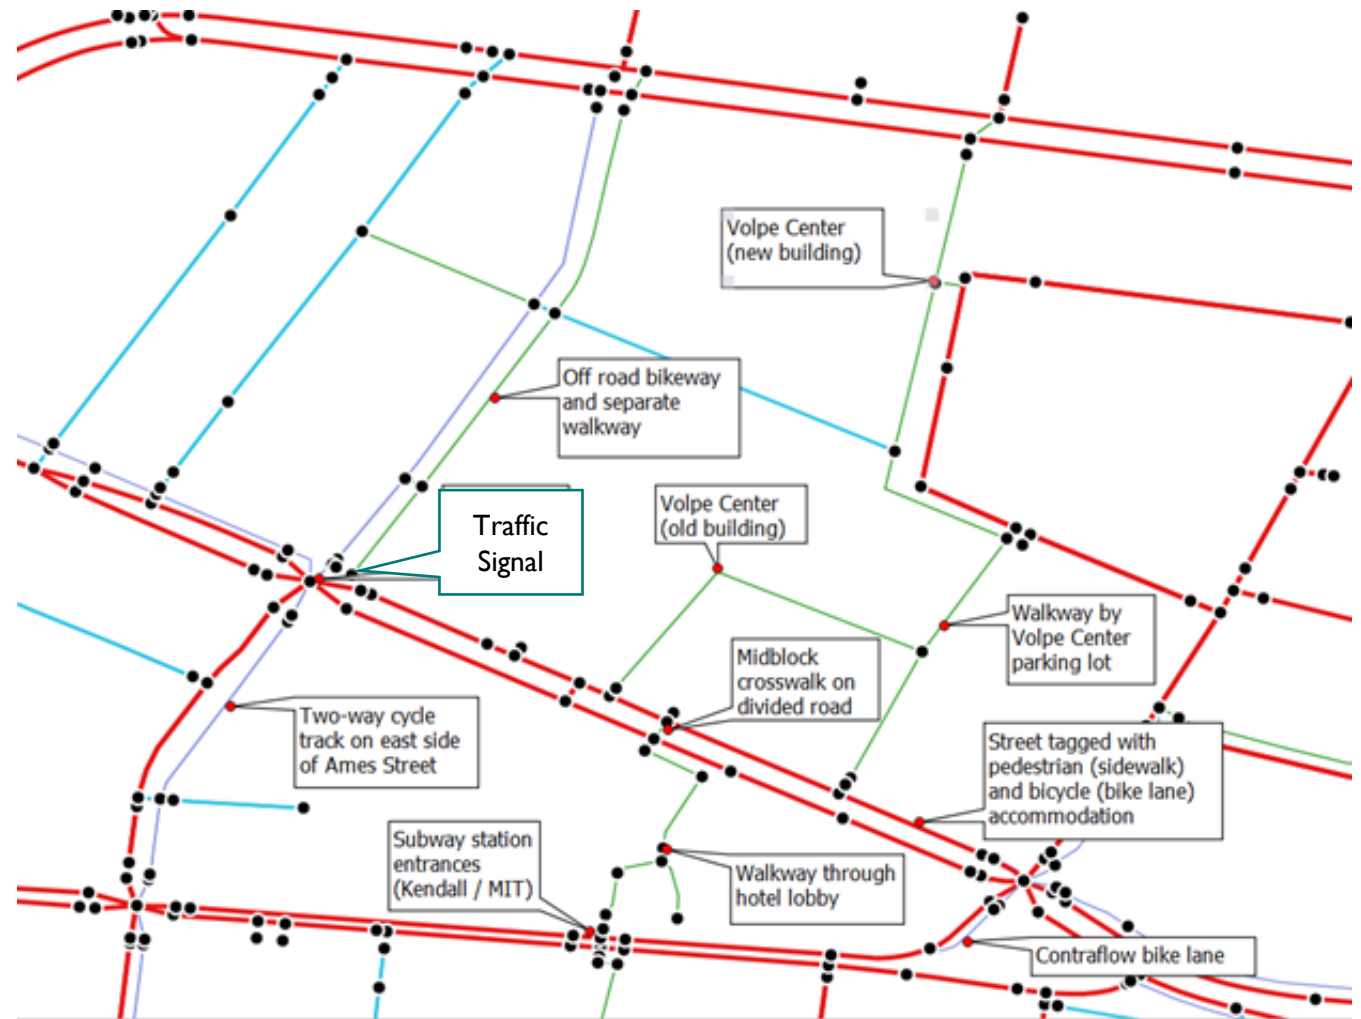 Volpe Center
(new building)
Off road bikeway
and separate
walkway
Traffic
Signal
Volpe Center
(old building)
Walkway by
Volpe Center
parking lot
Midblock
crosswalk on
divided road
Two-way cycle
track on east side
of Ames Street
Street tagged with
pedestrian (sidewalk)
and bicycle (bike lane)
accommodation
Subway station
entrances
(Kendall / MIT)
Walkway through
hotel lobby
Contraflow bike lane